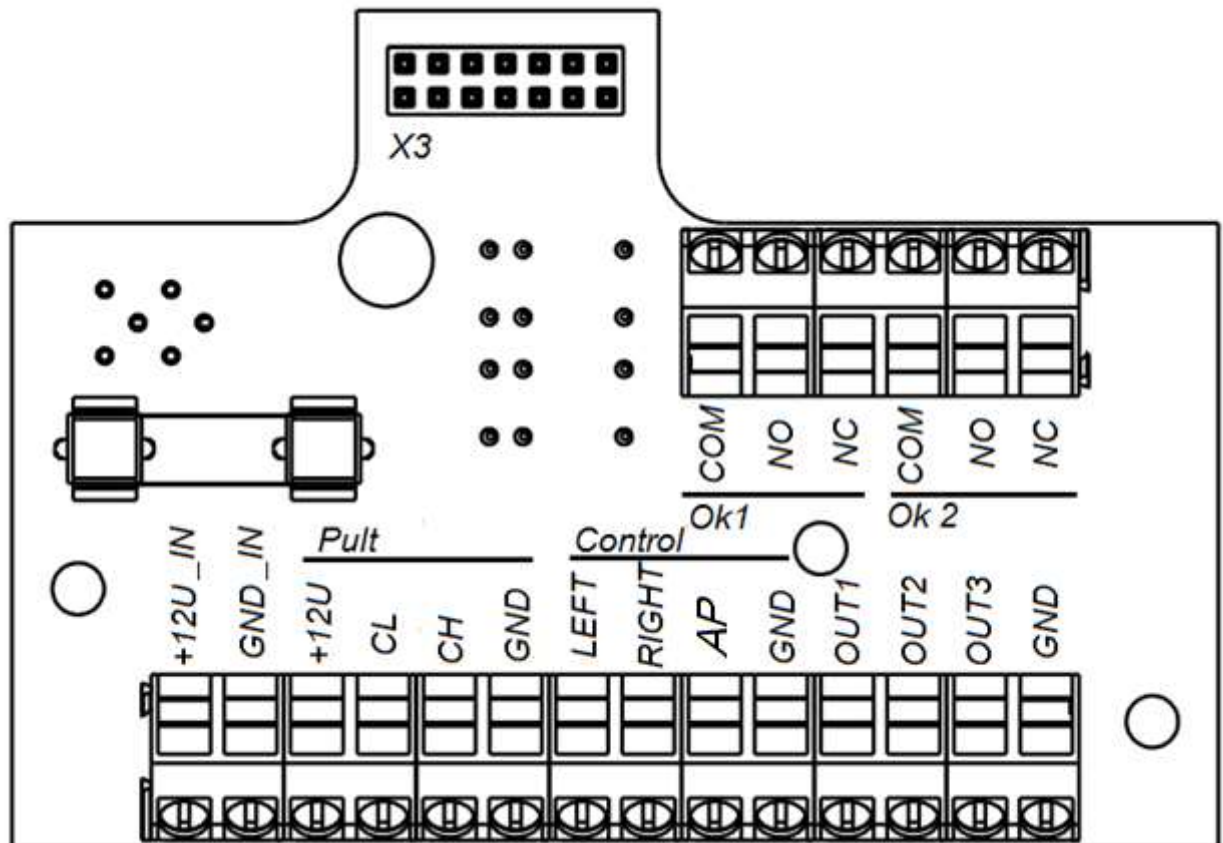 X3
COM NO NC COM NO NC
Ok1 Ok 2
Pult Control
+12U_IN GND_IN +12U CL CH GND LEFT RIGHT AP GND OUT1 OUT2 OUT3 GND